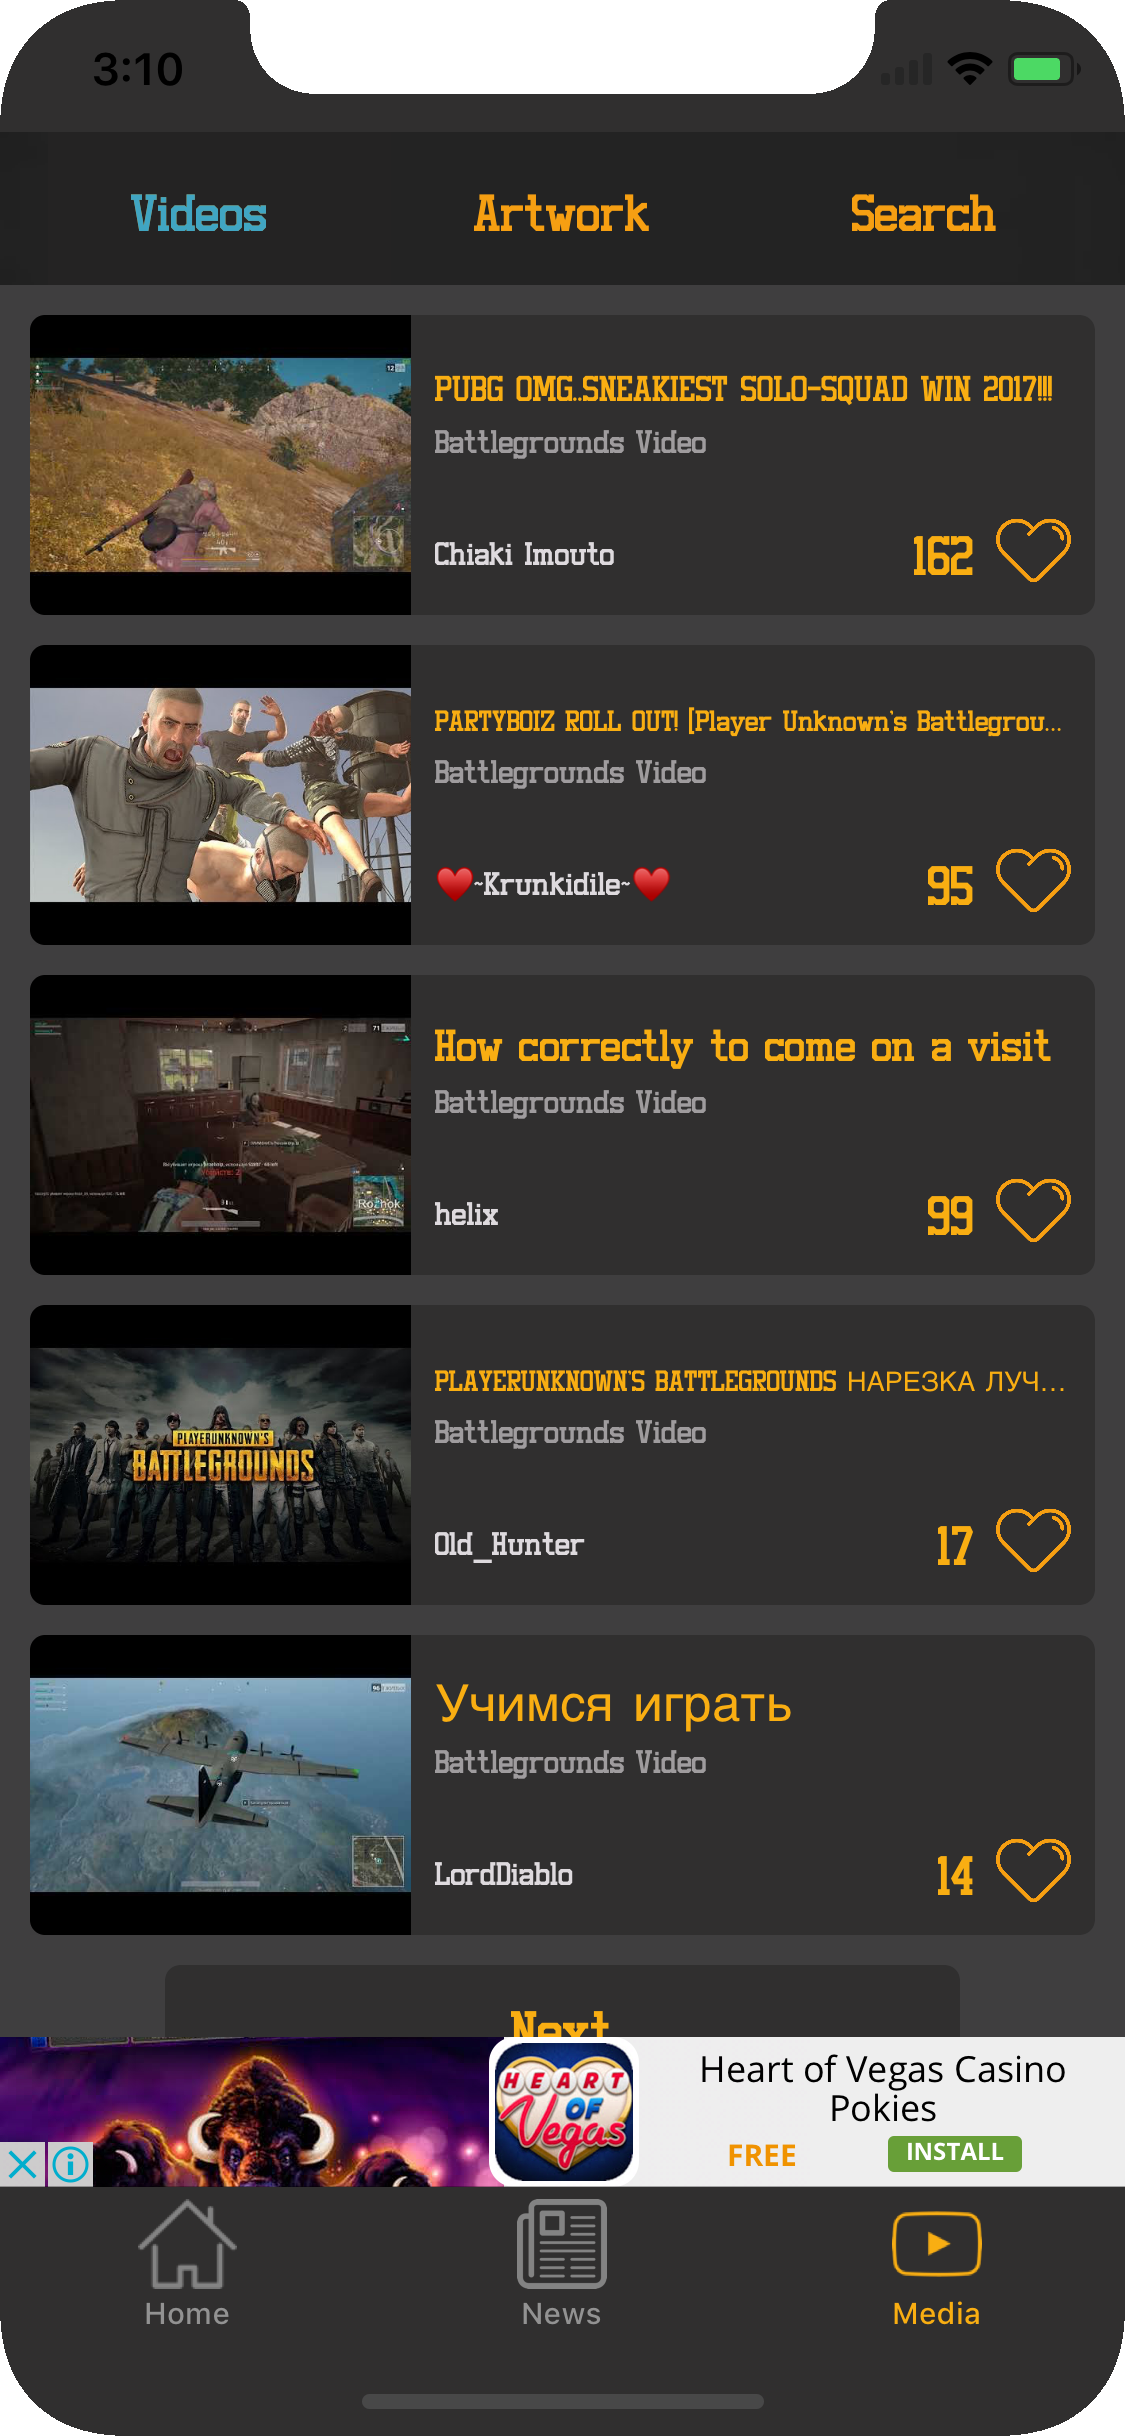 3:10
Videos Artwork Search
PUBG OMG..SNEAKIEST SOLO-SQUAD WIN 2017!!!
Battlegrounds Video
Chiaki Imouto 162
PARTYBOIZ ROLL OUT! [Player Unknown's Battlegrou...
Battlegrounds Video
♥~Krunkidile~♥ 95
How correctly to come on a visit
Battlegrounds Video
Rozhok
helix 99
PLAYERUNKNOWN'S BATTLEGROUNDS НАРЕЗКА ЛУЧ...
Battlegrounds Video
PLAYERUNKNOWN'S
BATTLEGROUNDS
Old_Hunter 17
Учимся играть
Battlegrounds Video
LordDiablo 14
Next
HEART
OF
Vegas
Heart of Vegas Casino
Pokies
FREE INSTALL
Home News Media